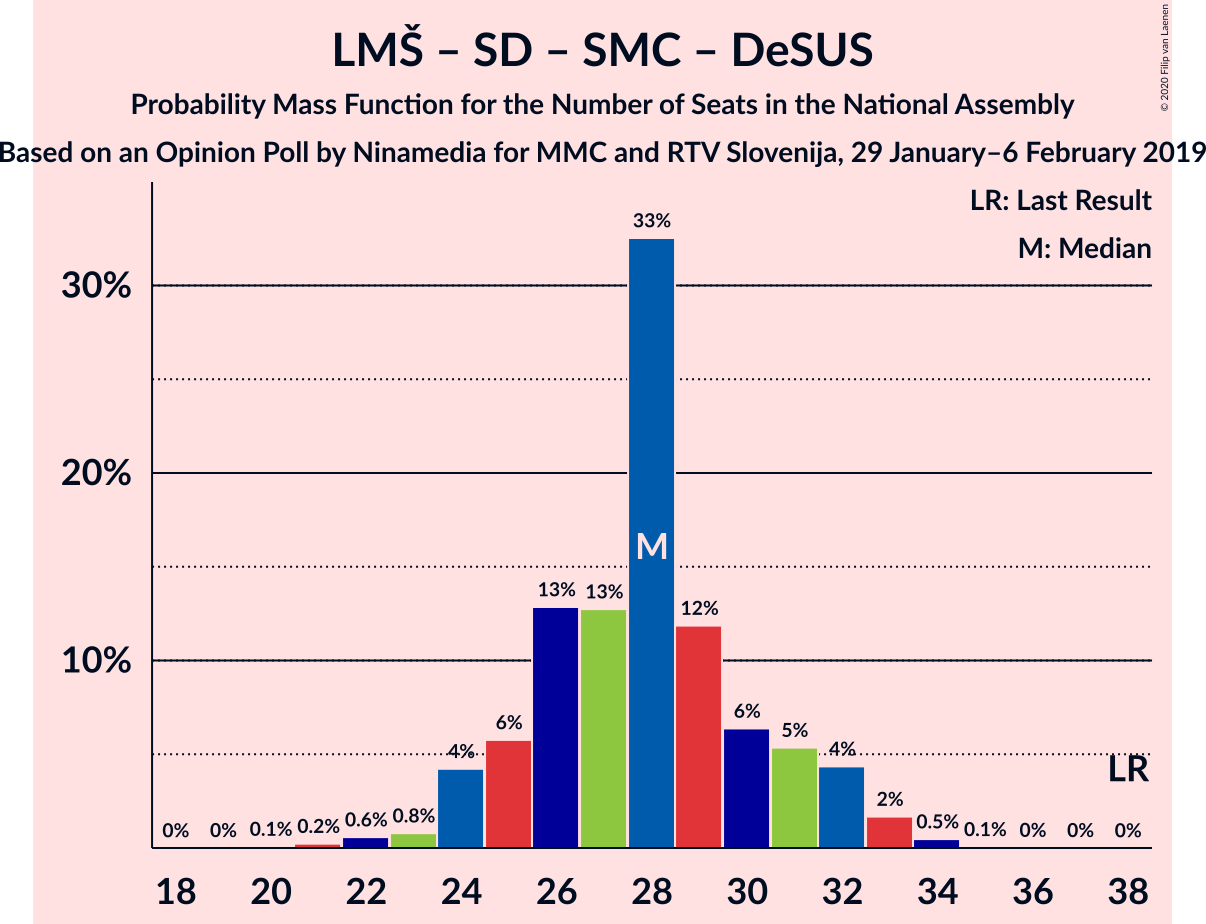 LMŠ – SD – SMC – DeSUS
Probability Mass Function for the Number of Seats in the National Assembly
Based on an Opinion Poll by Ninamedia for MMC and RTV Slovenija, 29 January–6 February 2019
© 2020 Filip van Laenen
LR: Last Result
M: Median
30%
20%
10%
0% 0% 0.1% 0.2% 0.6% 0.8% 4% 6% 13% 13% 33% 12% 6% 5% 4% 2% 0.5% 0.1% 0% 0% 0%
M
LR
18 20 22 24 26 28 30 32 34 36 38